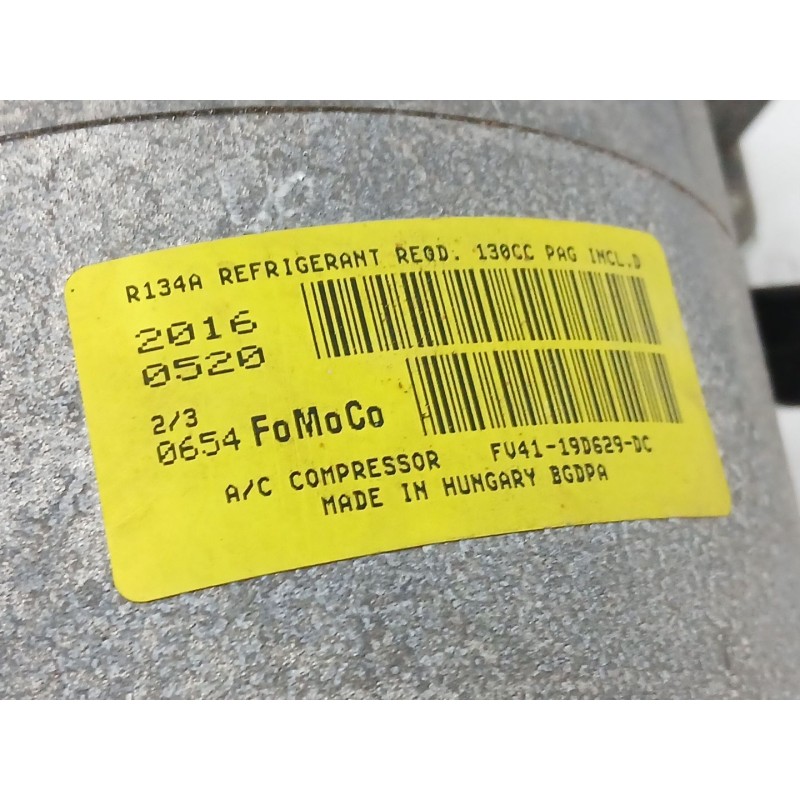 R134A REFRIGERANT REQD. 130CC PAG INCL.D
2016
0520
2/3
0654 FoMoCo
A/C COMPRESSOR FV41-19D629-DC
MADE IN HUNGARY BGDPA